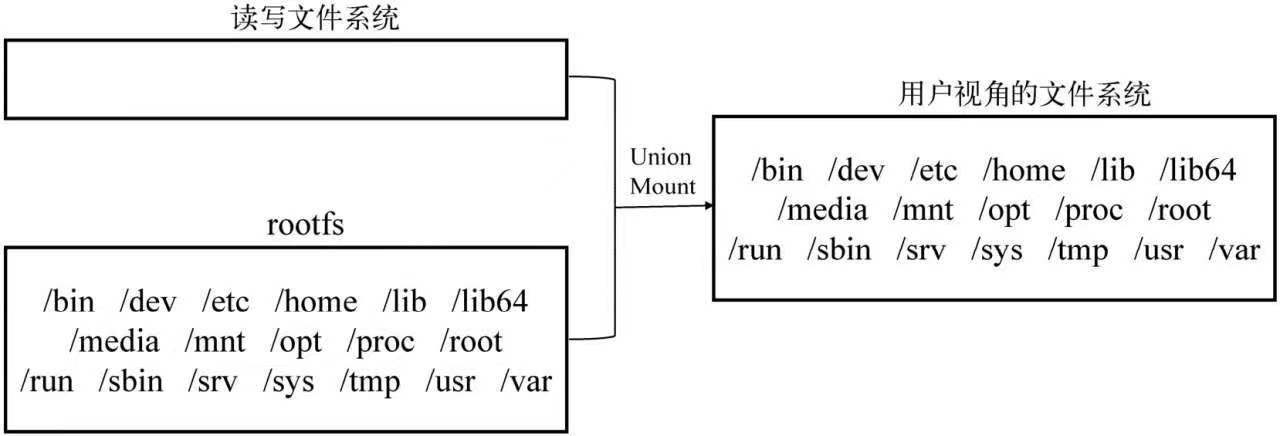 读写文件系统
rootfs
/bin /dev /etc /home /lib /lib64
/media /mnt /opt /proc /root
/run /sbin /srv /sys /tmp /usr /var
Union
Mount
用户视角的文件系统
/bin /dev /etc /home /lib /lib64
/media /mnt /opt /proc /root
/run /sbin /srv /sys /tmp /usr /var